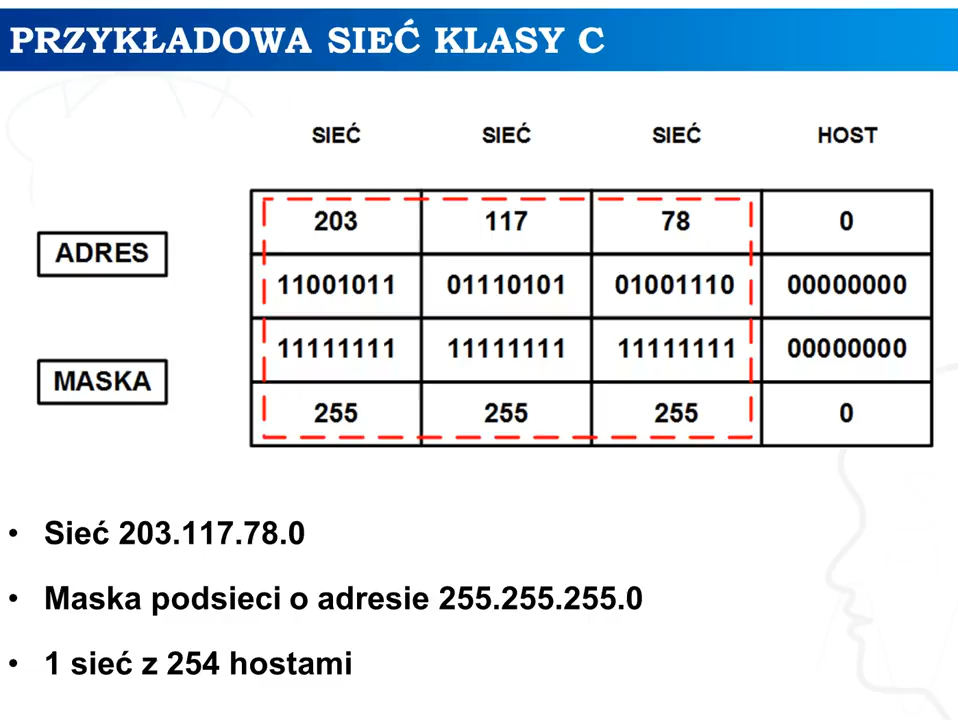 PRZYKŁADOWA SIEĆ KLASY C
SIEĆ SIEĆ SIEĆ HOST
ADRES
203 117 78 0
11001011 01110101 01001110 00000000
MASKA
11111111 11111111 11111111 00000000
255 255 255 0
• Sieć 203.117.78.0
• Maska podsieci o adresie 255.255.255.0
• 1 sieć z 254 hostami